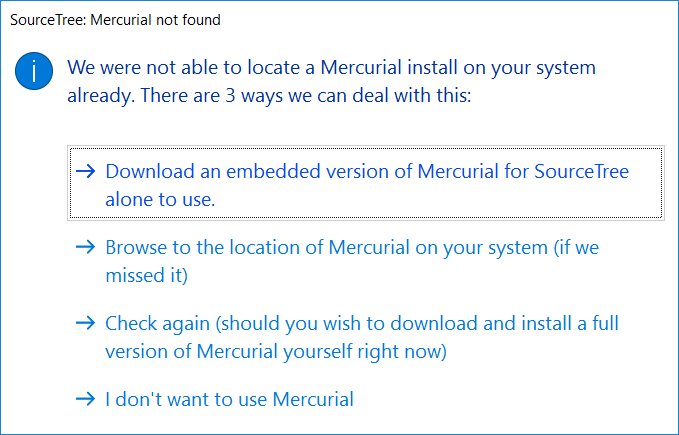 SourceTree: Mercurial not found
We were not able to locate a Mercurial install on your system
already. There are 3 ways we can deal with this:
Download an embedded version of Mercurial for SourceTree
alone to use.
Browse to the location of Mercurial on your system (if we
missed it)
Check again (should you wish to download and install a full
version of Mercurial yourself right now)
I don't want to use Mercurial